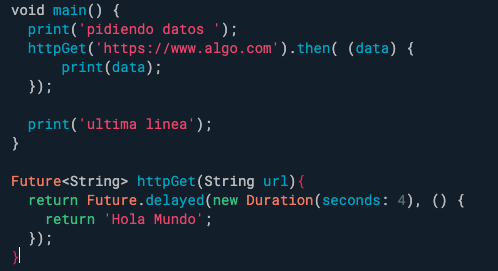 void main() {
  print('pidiendo datos ');
  httpGet('https://www.algo.com').then( (data) {
      print(data);
  });

  print('ultima linea');
}

Future<String> httpGet(String url){
  return Future.delayed(new Duration(seconds: 4), () {
    return 'Hola Mundo';
  });
}